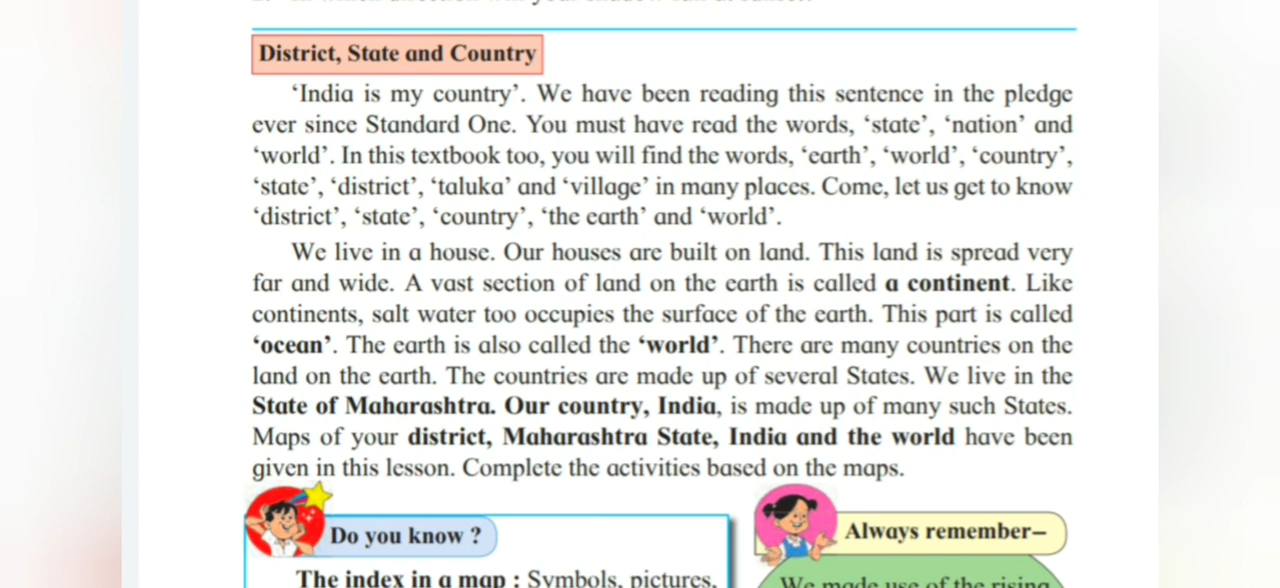 District, State and Country
‘India is my country’. We have been reading this sentence in the pledge
ever since Standard One. You must have read the words, ‘state’, ‘nation’ and
‘world’. In this textbook too, you will find the words, ‘earth’, ‘world’, ‘country’,
‘state’, ‘district’, ‘taluka’ and ‘village’ in many places. Come, let us get to know
‘district’, ‘state’, ‘country’, ‘the earth’ and ‘world’.
We live in a house. Our houses are built on land. This land is spread very
far and wide. A vast section of land on the earth is called a continent. Like
continents, salt water too occupies the surface of the earth. This part is called
‘ocean’. The earth is also called the ‘world’. There are many countries on the
land on the earth. The countries are made up of several States. We live in the
State of Maharashtra. Our country, India, is made up of many such States.
Maps of your district, Maharashtra State, India and the world have been
given in this lesson. Complete the activities based on the maps.
Do you know ?
Always remember–
The index in a map : Symbols, pictures,
We made use of the rising